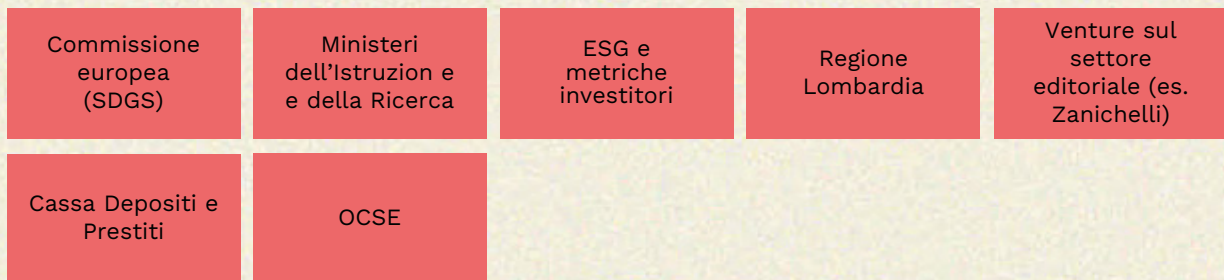 Commissione
europea
(SDGS)
Ministeri
dell’Istruzion e
e della Ricerca
ESG e
metriche
investitori
Regione
Lombardia
Venture sul
settore
editoriale (es.
Zanichelli)
Cassa Depositi e
Prestiti
OCSE